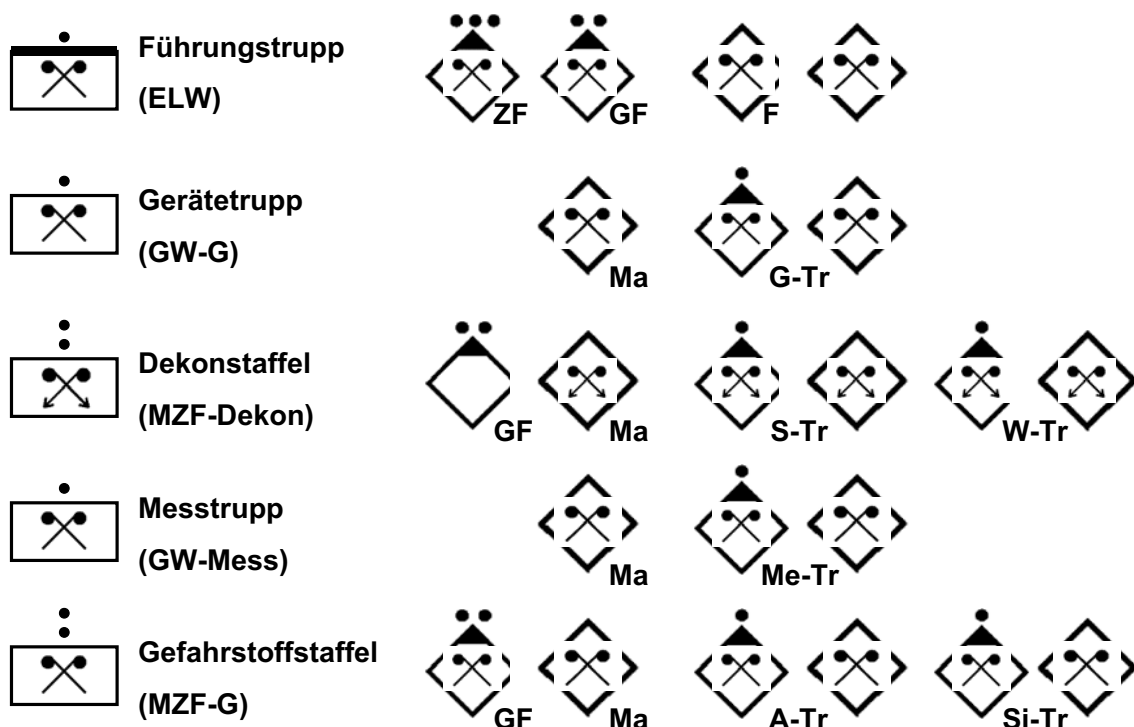 Führungstrupp
(ELW)
ZF GF F
Gerätetrupp
(GW-G)
Ma G-Tr
Dekonstaffel
(MZF-Dekon)
GF Ma S-Tr W-Tr
Messtrupp
(GW-Mess)
Ma Me-Tr
Gefahrstoffstaffel
(MZF-G)
GF Ma A-Tr Si-Tr